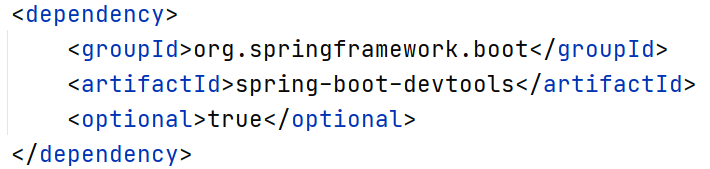 <dependency>
    <groupId>org.springframework.boot</groupId>
    <artifactId>spring-boot-devtools</artifactId>
    <optional>true</optional>
</dependency>